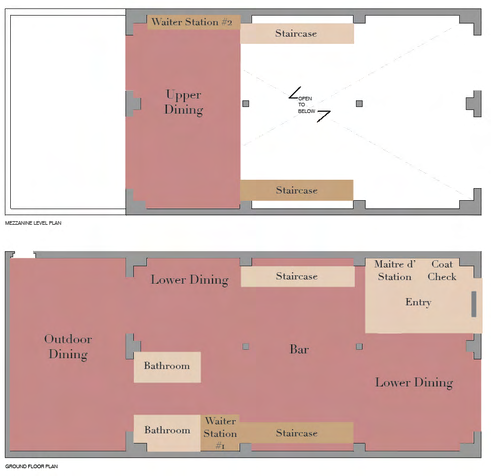 Waiter Station #2
Staircase
Upper
Dining
OPEN
TO
BELOW
Staircase
MEZZANINE LEVEL PLAN
Maitre d'
Station
Coat
Check
Lower Dining
Staircase
Entry
Outdoor
Dining
Bar
Bathroom
Lower Dining
Bathroom
Waiter
Station
#1
Staircase
GROUND FLOOR PLAN